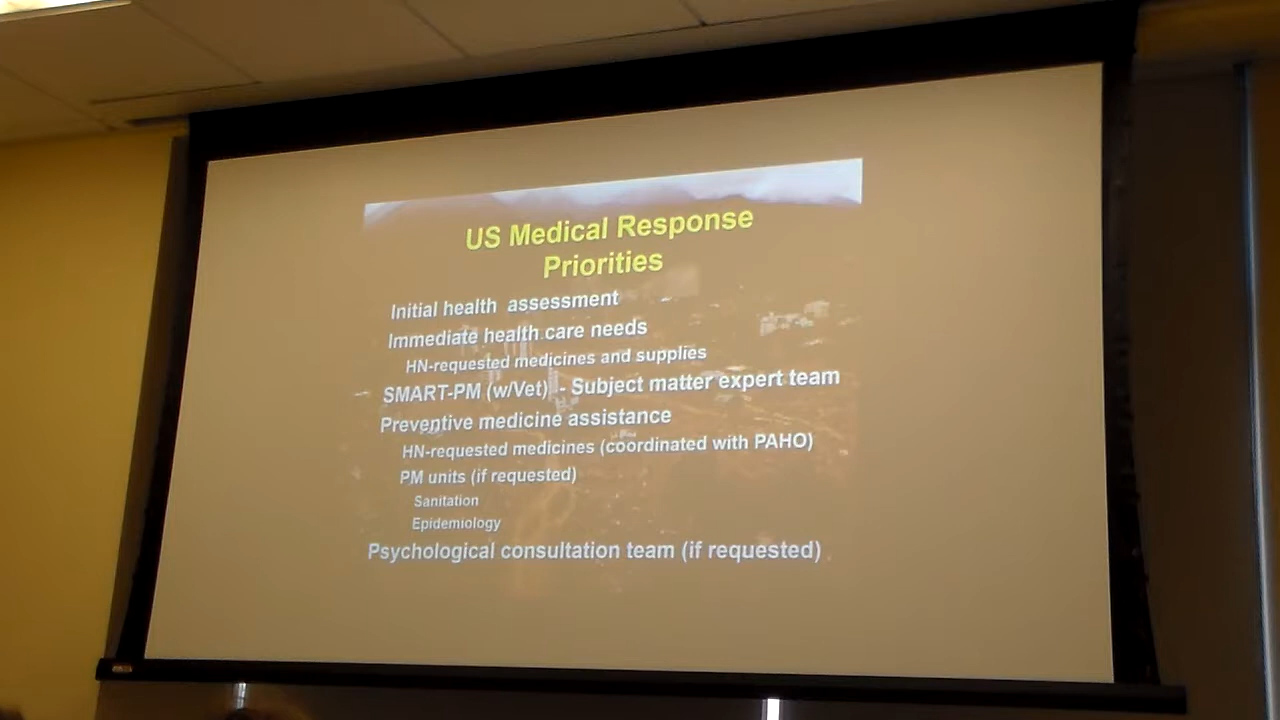 US Medical Response
Priorities
Initial health assessment
Immediate health care needs
HN-requested medicines and supplies
SMART-PM (w/Vet) - Subject matter expert team
Preventive medicine assistance
HN-requested medicines (coordinated with PAHO)
PM units (if requested)
Sanitation
Epidemiology
Psychological consultation team (if requested)